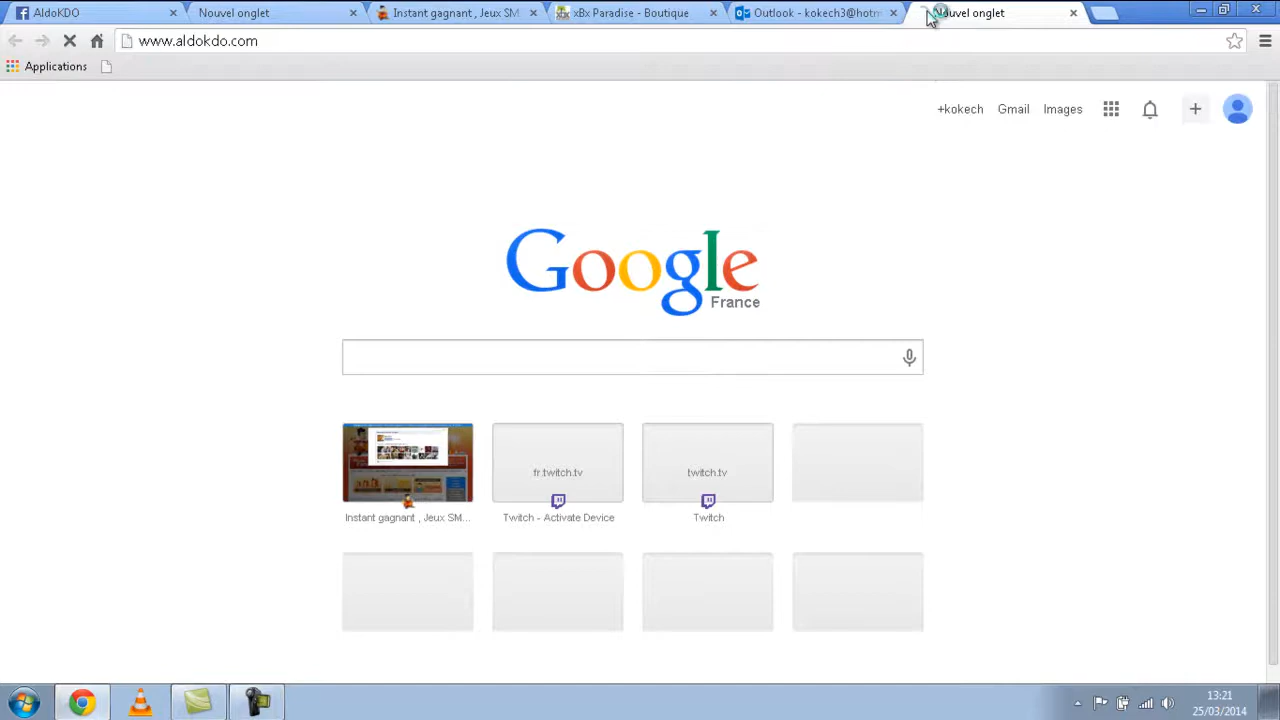 AldoKDO
Nouvel onglet
Instant gagnant , Jeux SM
xBx Paradise - Boutique
Outlook - kokech3@hotm
Nouvel onglet
www.aldokdo.com
Applications
+kokech Gmail Images
Google
France
fr.twitch.tv
twitch.tv
Instant gagnant , Jeux SM...
Twitch - Activate Device
Twitch
13:21
25/03/2014